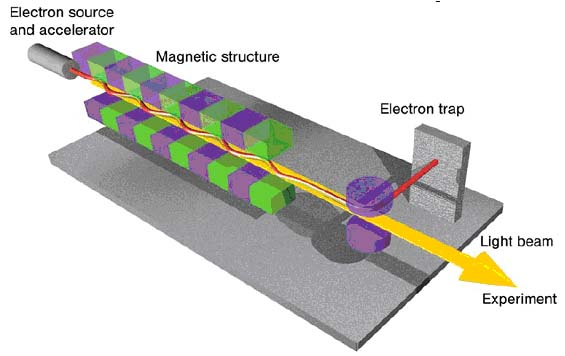 Electron source
and accelerator
Magnetic structure
Electron trap
Light beam
Experiment